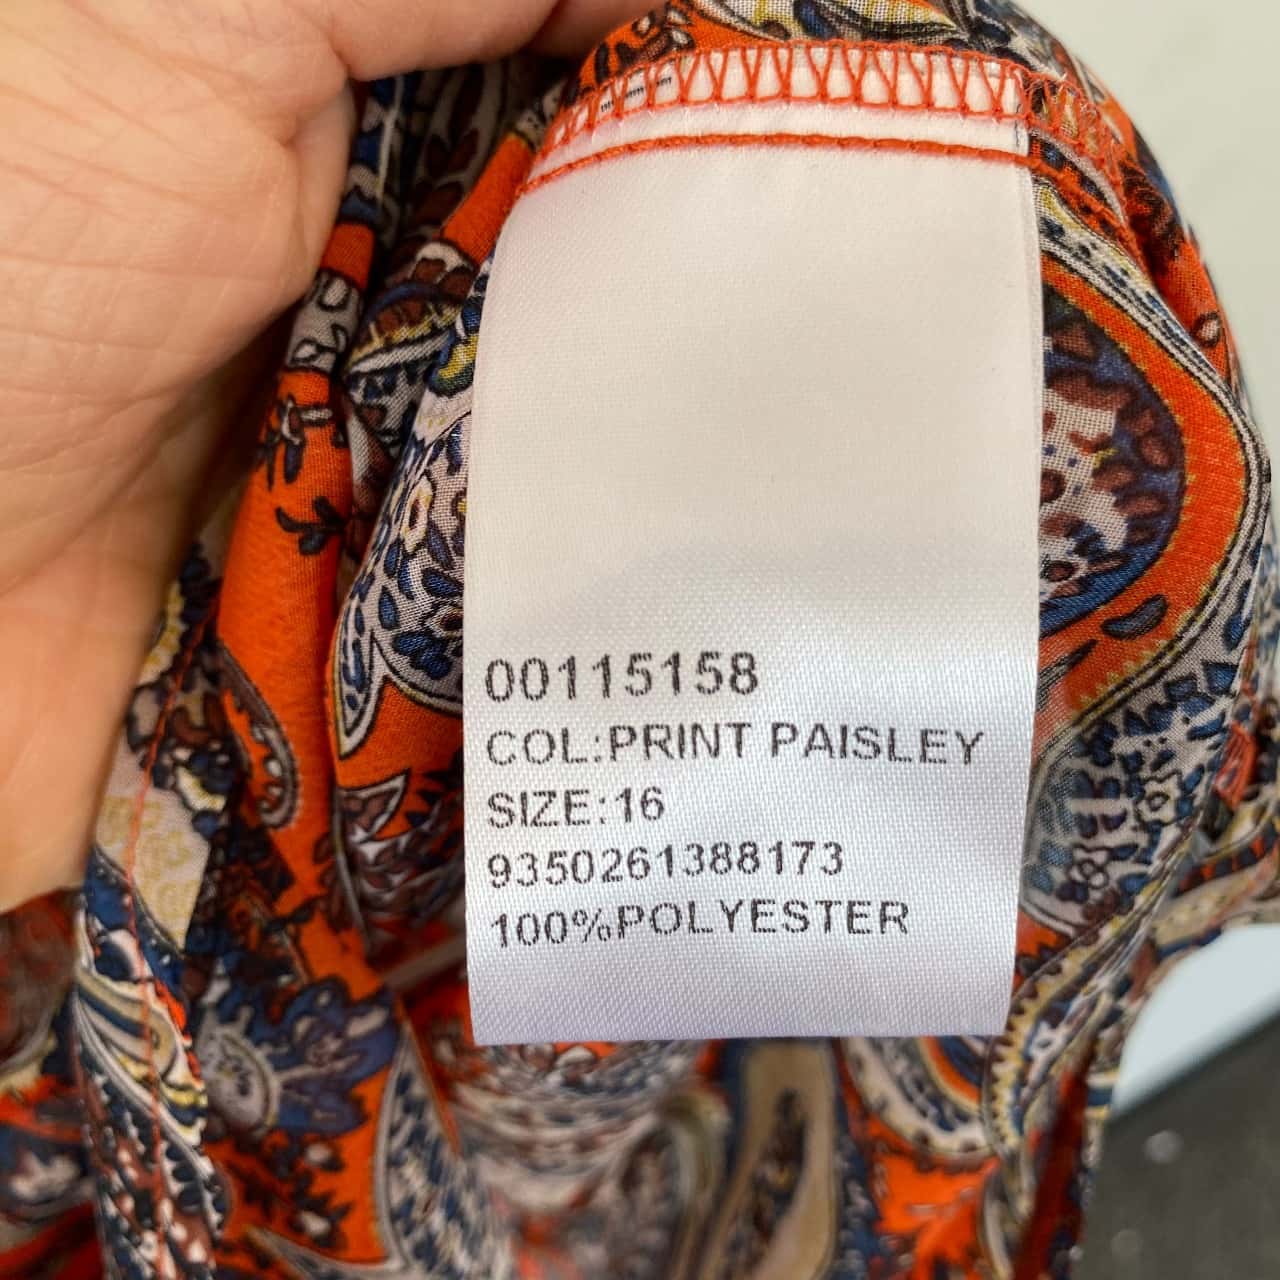 00115158
COL:PRINT PAISLEY
SIZE:16
9350261388173
100%POLYESTER